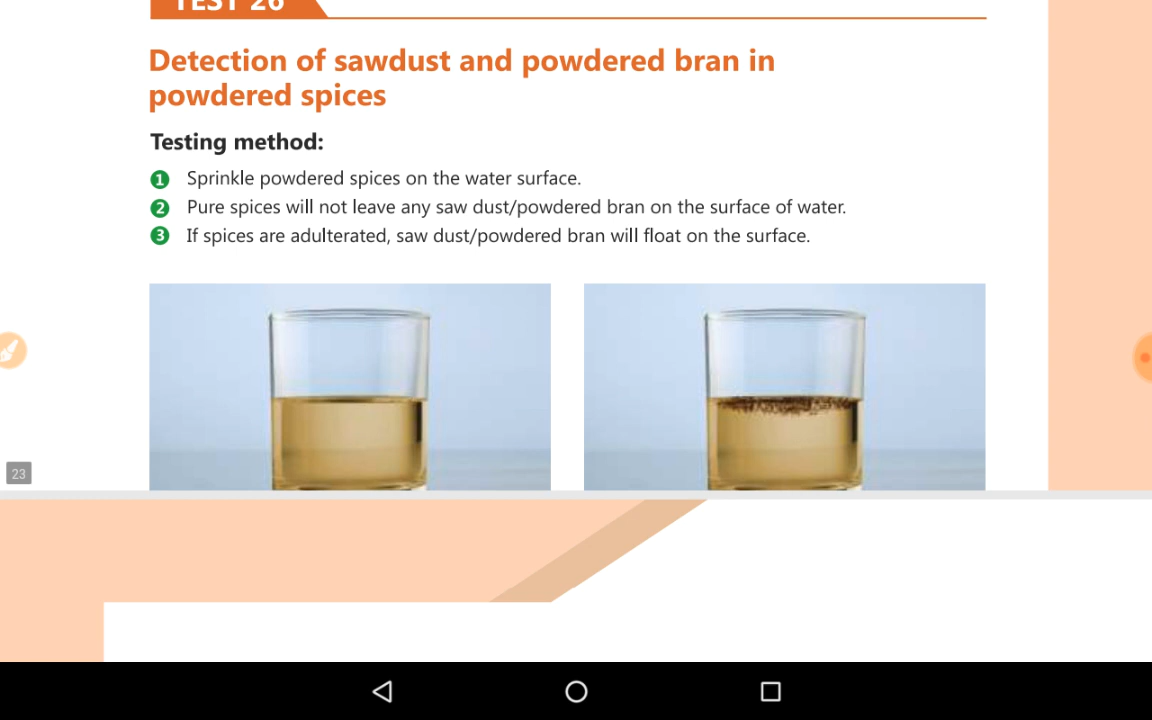 TEST 26
Detection of sawdust and powdered bran in
powdered spices
Testing method:
1 Sprinkle powdered spices on the water surface.
2 Pure spices will not leave any saw dust/powdered bran on the surface of water.
3 If spices are adulterated, saw dust/powdered bran will float on the surface.
23